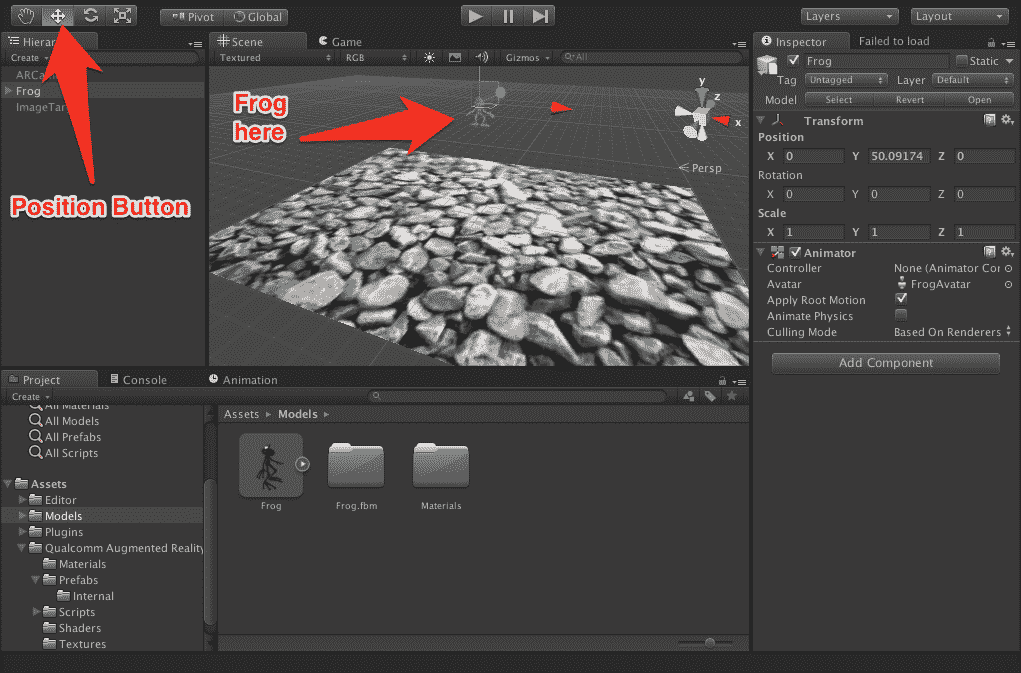 Pivot Global
Layers Layout
Hierar
Create
ARCa
Frog
ImageTar
Position Button
Scene Game
Textured RGB Gizmos All
Frog
here
y
z
x
Persp
Inspector Failed to load
Frog Static
Tag Untagged Layer Default
Model Select Revert Open
Transform
Position
X 0 Y 50.09174 Z 0
Rotation
X 0 Y 0 Z 0
Scale
X 1 Y 1 Z 1
Animator
Controller None (Animator Cor
Avatar FrogAvatar
Apply Root Motion
Animate Physics
Culling Mode Based On Renderers
Add Component
Project Console Animation
Create
All Materials
All Models
All Prefabs
All Scripts
Assets
Editor
Models
Plugins
Qualcomm Augmented Reality
Materials
Prefabs
Internal
Scripts
Shaders
Textures
Assets Models
Frog Frog.fbm Materials